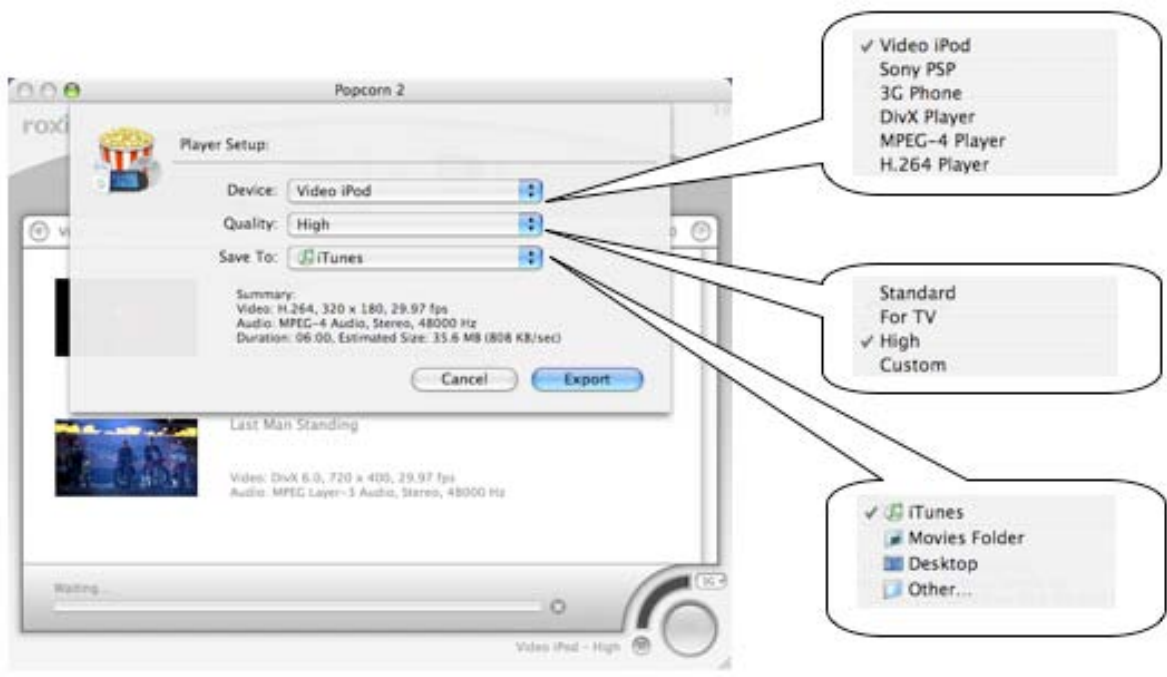 Popcorn 2
roxi
Player Setup:
Device: Video iPod
Quality: High
Save To: iTunes
Summary:
Video: H.264, 320 x 180, 29.97 fps
Audio: MPEG-4 Audio, Stereo, 48000 Hz
Duration: 06:00, Estimated Size: 35.6 MB (808 KB/sec)
Cancel
Export
Last Man Standing
Video: DivX 6.0, 720 x 400, 29.97 fps
Audio: MPEG Layer-3 Audio, Stereo, 48000 Hz
Waiting...
Video iPod - High
✓ Video iPod
Sony PSP
3G Phone
DivX Player
MPEG-4 Player
H.264 Player
Standard
For TV
✓ High
Custom
✓ iTunes
Movies Folder
Desktop
Other...